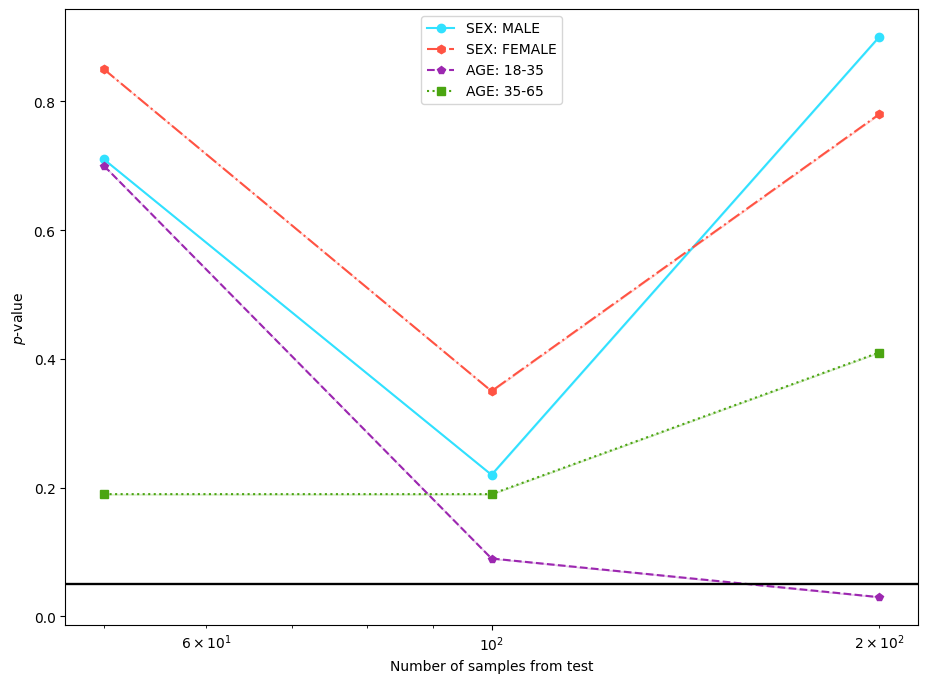 SEX: MALE
SEX: FEMALE
AGE: 18-35
AGE: 35-65
0.8
0.6
0.4
0.2
0.0
p-value
6 × 10¹
10²
2 × 10²
Number of samples from test